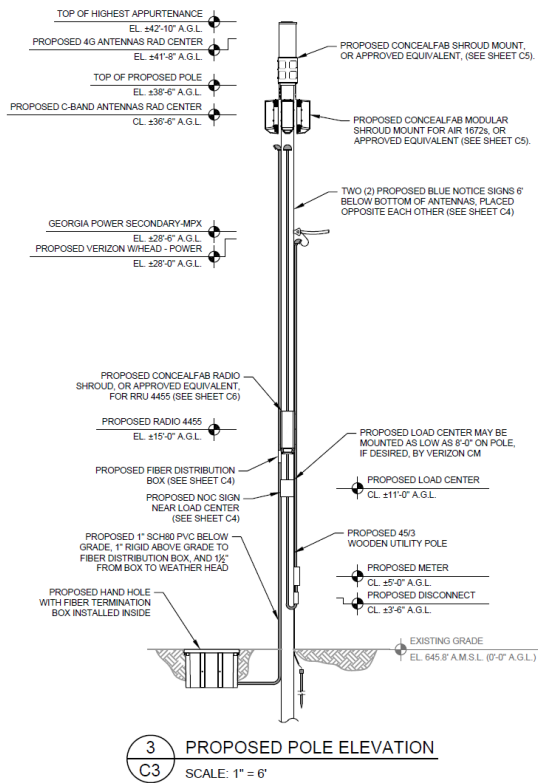 TOP OF HIGHEST APPURTENANCE
EL. ±42'-10" A.G.L.
PROPOSED 4G ANTENNAS RAD CENTER
EL. ±41'-8" A.G.L.
TOP OF PROPOSED POLE
EL. ±38'-6" A.G.L.
PROPOSED C-BAND ANTENNAS RAD CENTER
CL. ±36'-6" A.G.L.
PROPOSED CONCEALFAB SHROUD MOUNT,
OR APPROVED EQUIVALENT, (SEE SHEET C5).
PROPOSED CONCEALFAB MODULAR
SHROUD MOUNT FOR AIR 1672s, OR
APPROVED EQUIVALENT (SEE SHEET C5).
TWO (2) PROPOSED BLUE NOTICE SIGNS 6'
BELOW BOTTOM OF ANTENNAS, PLACED
OPPOSITE EACH OTHER (SEE SHEET C4)
GEORGIA POWER SECONDARY-MPX
EL. ±28'-6" A.G.L.
PROPOSED VERIZON W/HEAD - POWER
EL. ±28'-0" A.G.L.
PROPOSED CONCEALFAB RADIO
SHROUD, OR APPROVED EQUIVALENT,
FOR RRU 4455 (SEE SHEET C6)
PROPOSED RADIO 4455
EL. ±15'-0" A.G.L.
PROPOSED FIBER DISTRIBUTION
BOX (SEE SHEET C4)
PROPOSED NOC SIGN
NEAR LOAD CENTER
(SEE SHEET C4)
PROPOSED 1" SCH80 PVC BELOW
GRADE, 1" RIGID ABOVE GRADE TO
FIBER DISTRIBUTION BOX, AND 1½"
FROM BOX TO WEATHER HEAD
PROPOSED HAND HOLE
WITH FIBER TERMINATION
BOX INSTALLED INSIDE
PROPOSED LOAD CENTER MAY BE
MOUNTED AS LOW AS 8'-0" ON POLE,
IF DESIRED, BY VERIZON CM
PROPOSED LOAD CENTER
CL. ±11'-0" A.G.L.
PROPOSED 45/3
WOODEN UTILITY POLE
PROPOSED METER
CL. ±5'-0" A.G.L.
PROPOSED DISCONNECT
CL. ±3'-6" A.G.L.
EXISTING GRADE
EL. 645.8' A.M.S.L. (0'-0" A.G.L.)
3
C3
PROPOSED POLE ELEVATION
SCALE: 1" = 6'